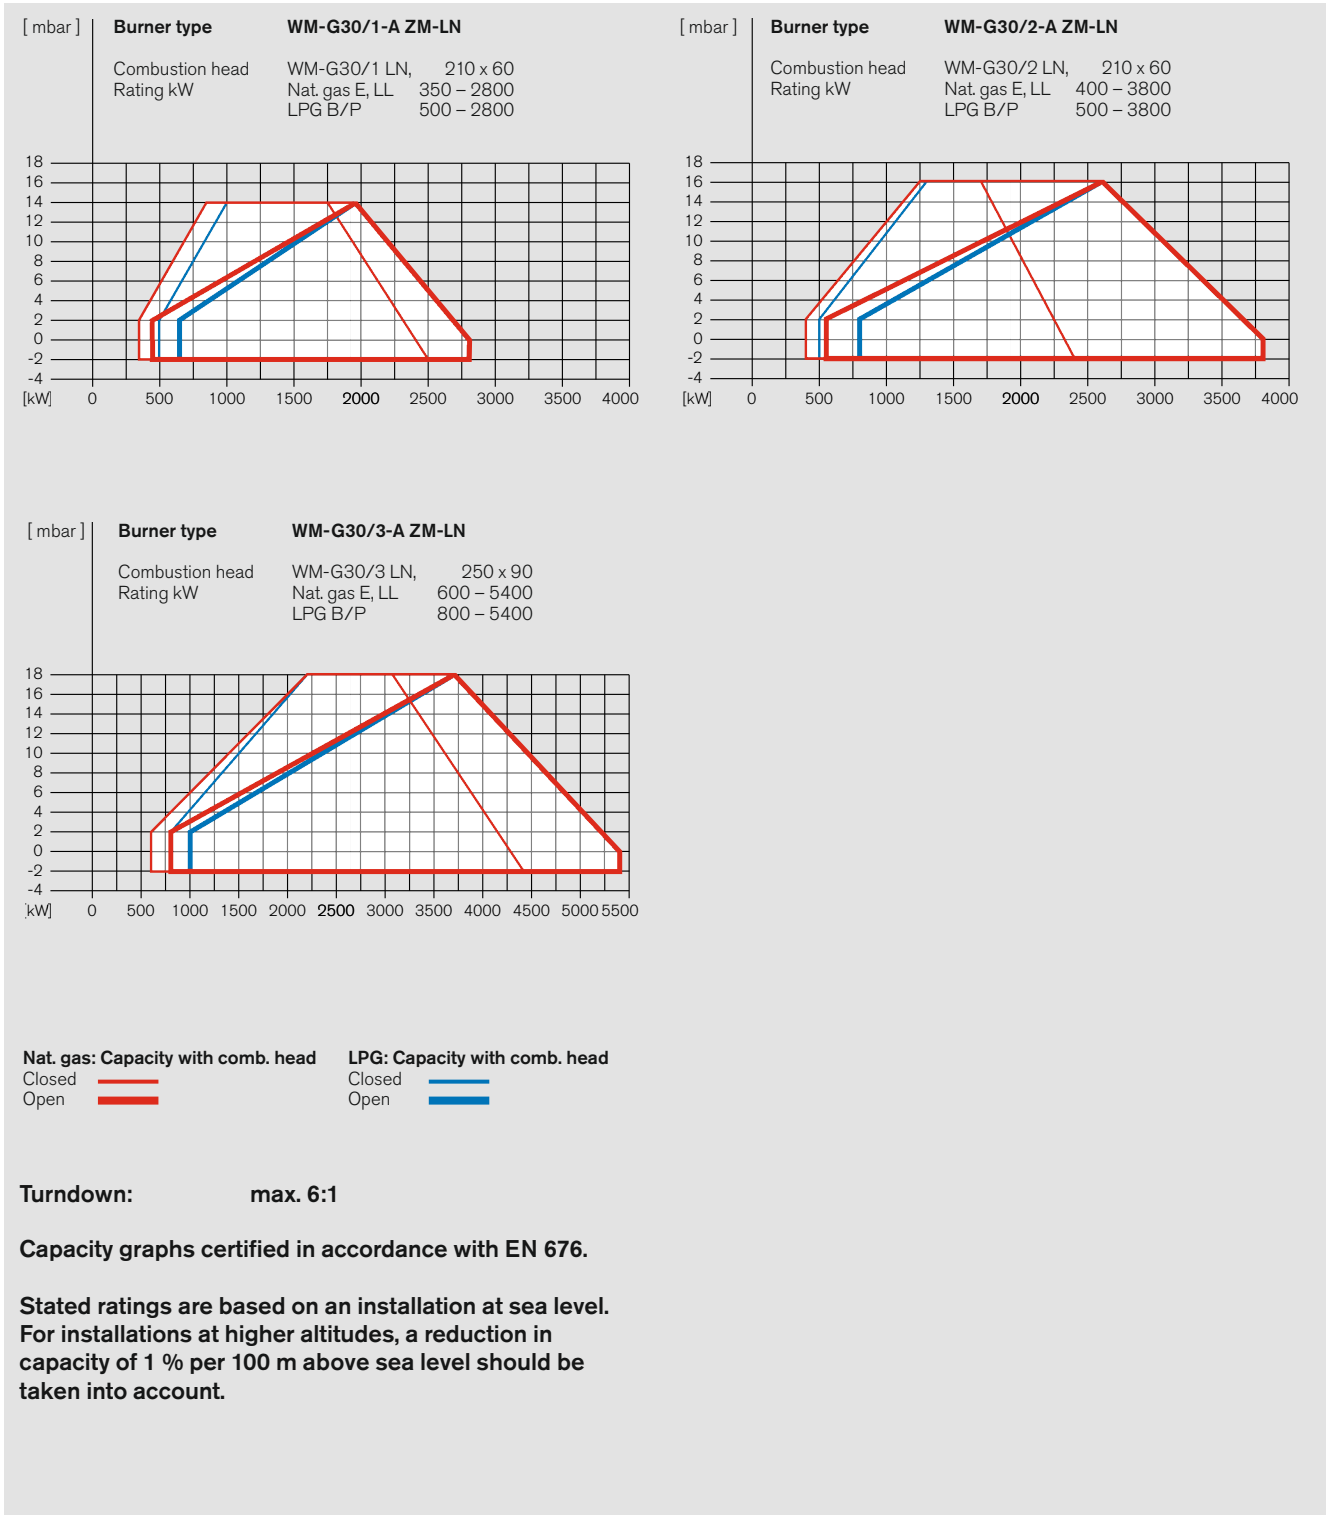 [ mbar ] Burner type WM-G30/1-A ZM-LN
Combustion head WM-G30/1 LN, 210 x 60
Rating kW Nat. gas E, LL 350 – 2800
LPG B/P 500 – 2800
18
16
14
12
10
8
6
4
2
0
-2
-4
[kW] 0 500 1000 1500 2000 2500 3000 3500 4000
[ mbar ] Burner type WM-G30/2-A ZM-LN
Combustion head WM-G30/2 LN, 210 x 60
Rating kW Nat. gas E, LL 400 – 3800
LPG B/P 500 – 3800
18
16
14
12
10
8
6
4
2
0
-2
-4
[kW] 0 500 1000 1500 2000 2500 3000 3500 4000
[ mbar ] Burner type WM-G30/3-A ZM-LN
Combustion head WM-G30/3 LN, 250 x 90
Rating kW Nat. gas E, LL 600 – 5400
LPG B/P 800 – 5400
18
16
14
12
10
8
6
4
2
0
-2
-4
[kW] 0 500 1000 1500 2000 2500 3000 3500 4000 4500 5000 5500
Nat. gas: Capacity with comb. head
Closed
Open
LPG: Capacity with comb. head
Closed
Open
Turndown: max. 6:1
Capacity graphs certified in accordance with EN 676.
Stated ratings are based on an installation at sea level.
For installations at higher altitudes, a reduction in
capacity of 1 % per 100 m above sea level should be
taken into account.